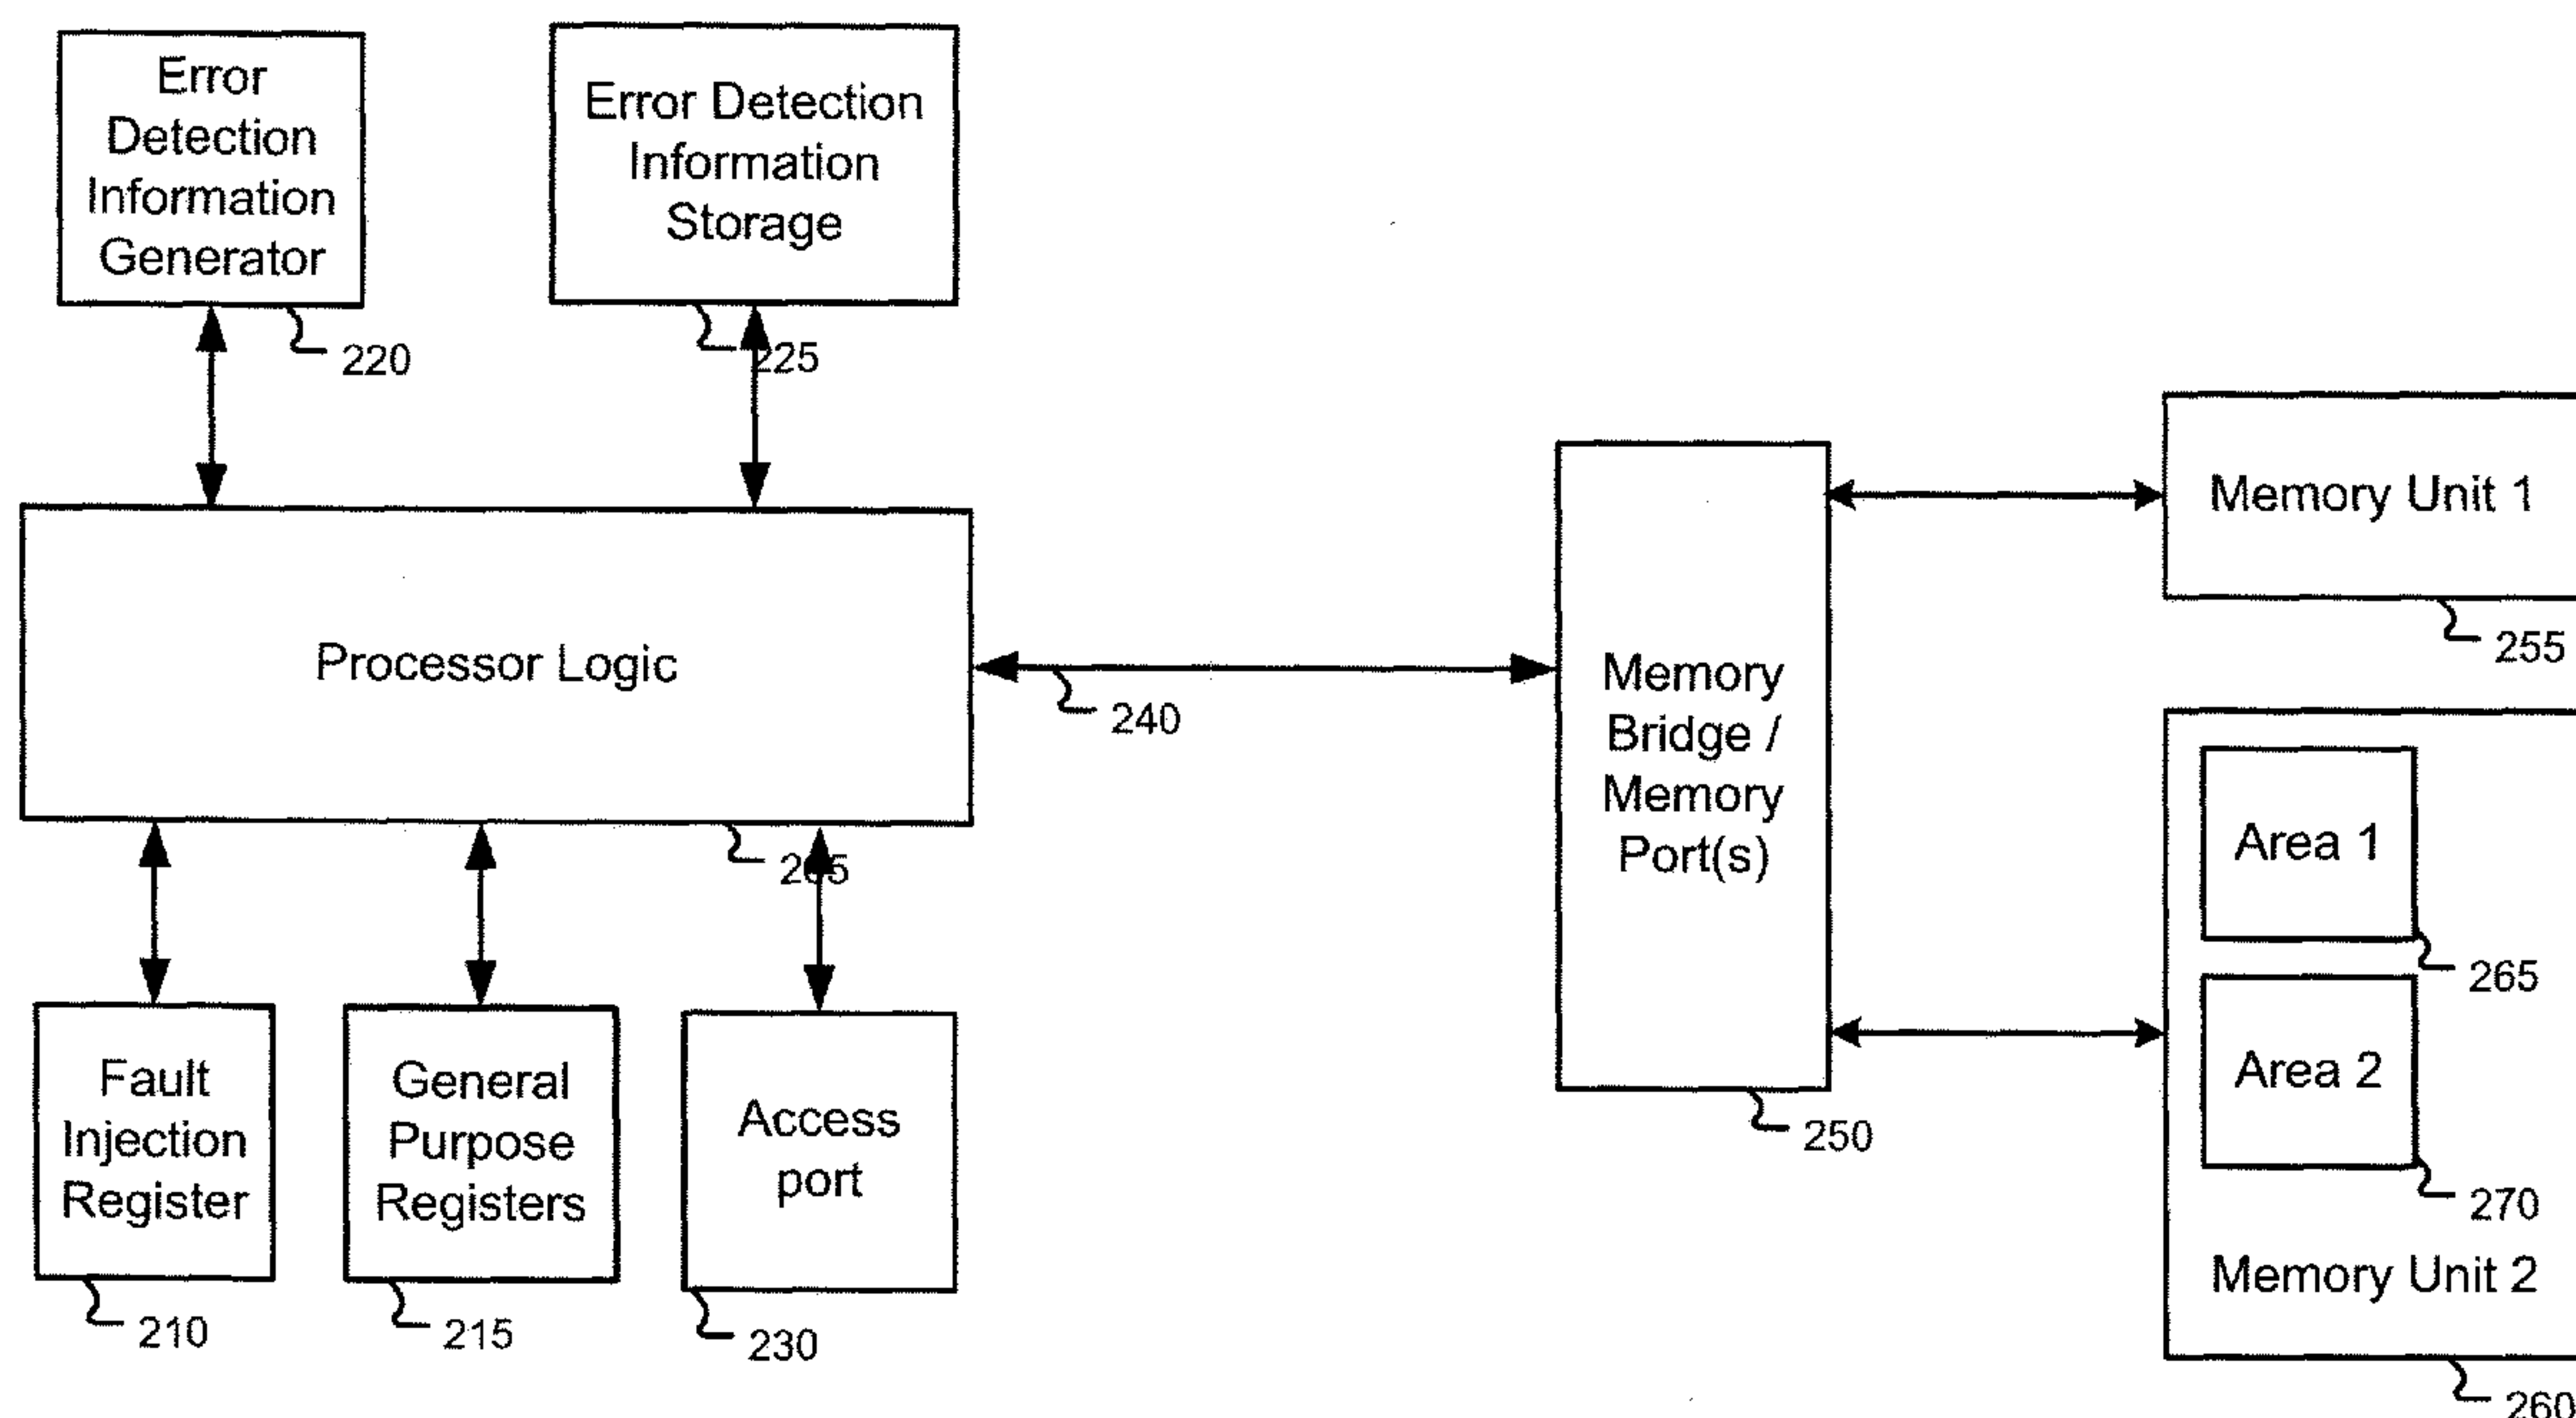 Error
Detection
Information
Generator
220
Error Detection
Information
Storage
225
Processor Logic
240
Memory
Bridge /
Memory
Port(s)
250
Memory Unit 1
255
Area 1
265
Area 2
270
Memory Unit 2
260
Fault
Injection
Register
210
General
Purpose
Registers
215
Access
port
230